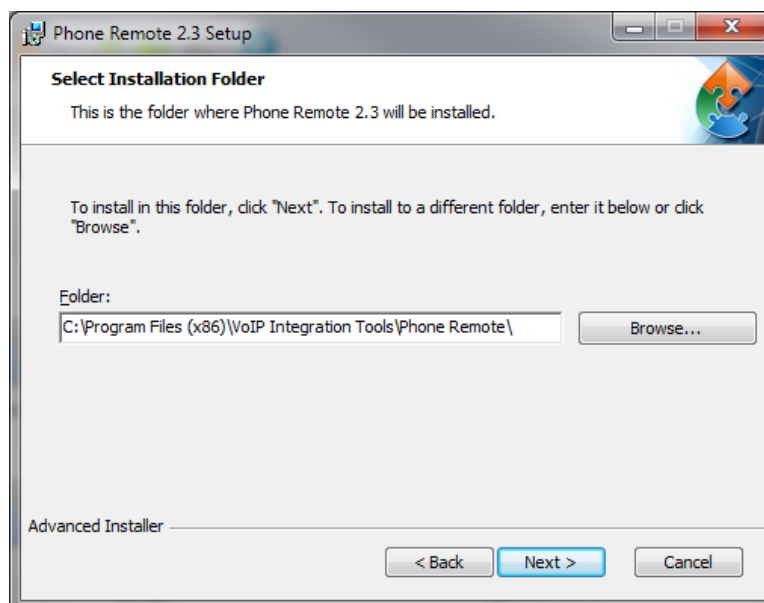 Phone Remote 2.3 Setup
Select Installation Folder
This is the folder where Phone Remote 2.3 will be installed.
To install in this folder, click "Next". To install to a different folder, enter it below or click
"Browse".
Folder:
C:\Program Files (x86)\VoIP Integration Tools\Phone Remote\
Browse...
Advanced Installer
< Back
Next >
Cancel